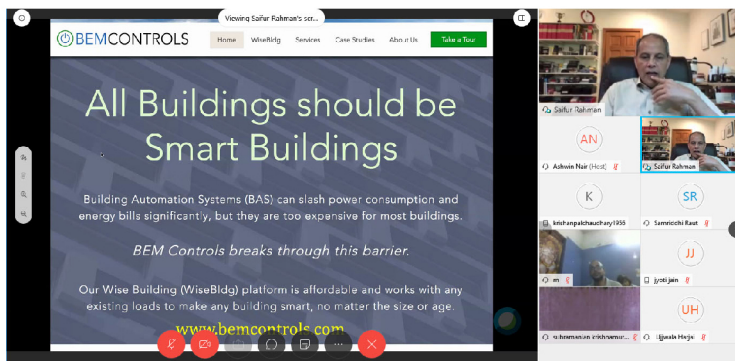 Viewing Saifur Rahman's scr...
BEMCONTROLS
Home WiseBldg Services Case Studies About Us Take a Tour
All Buildings should be
Smart Buildings
Building Automation Systems (BAS) can slash power consumption and
energy bills significantly, but they are too expensive for most buildings.
BEM Controls breaks through this barrier.
Our Wise Building (WiseBldg) platform is affordable and works with any
existing loads to make any building smart, no matter the size or age.
www.bemcontrols.com
Saifur Rahman
AN
Ashwin Nair (Host)
Saifur Rahman
K
krishanpalchaudhary1955
SR
Samriddhi Raut
m
JJ
jyoti jain
subramanian krishnamur...
UH
Ujjwala Harjai